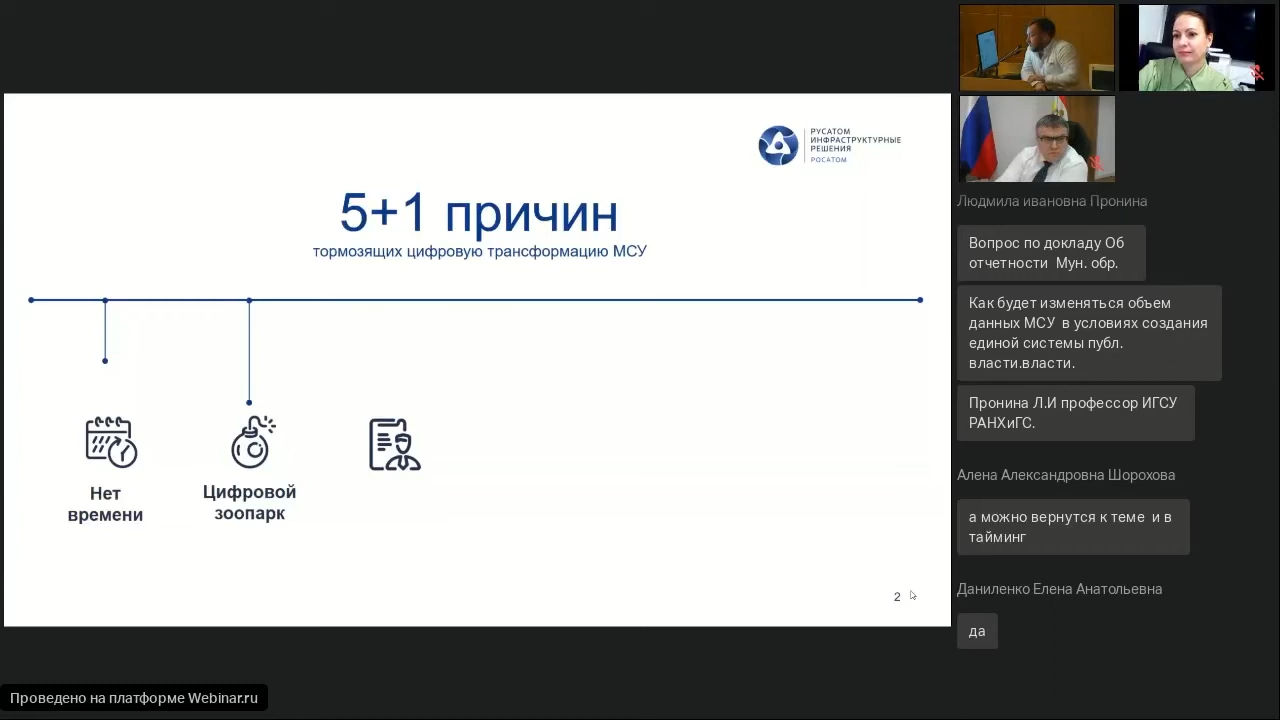 РУСАТОМ
ИНФРАСТРУКТУРНЫЕ
РЕШЕНИЯ
РОСАТОМ
5+1 причин
тормозящих цифровую трансформацию МСУ
Нет
времени
Цифровой
зоопарк
2
Проведено на платформе Webinar.ru
Людмила ивановна Пронина
Вопрос по докладу Об
отчетности Мун. обр.
Как будет изменяться объем
данных МСУ в условиях создания
единой системы публ.
власти.власти.
Пронина Л.И профессор ИГСУ
РАНХиГС.
Алена Александровна Шорохова
а можно вернутся к теме и в
тайминг
Даниленко Елена Анатольевна
да